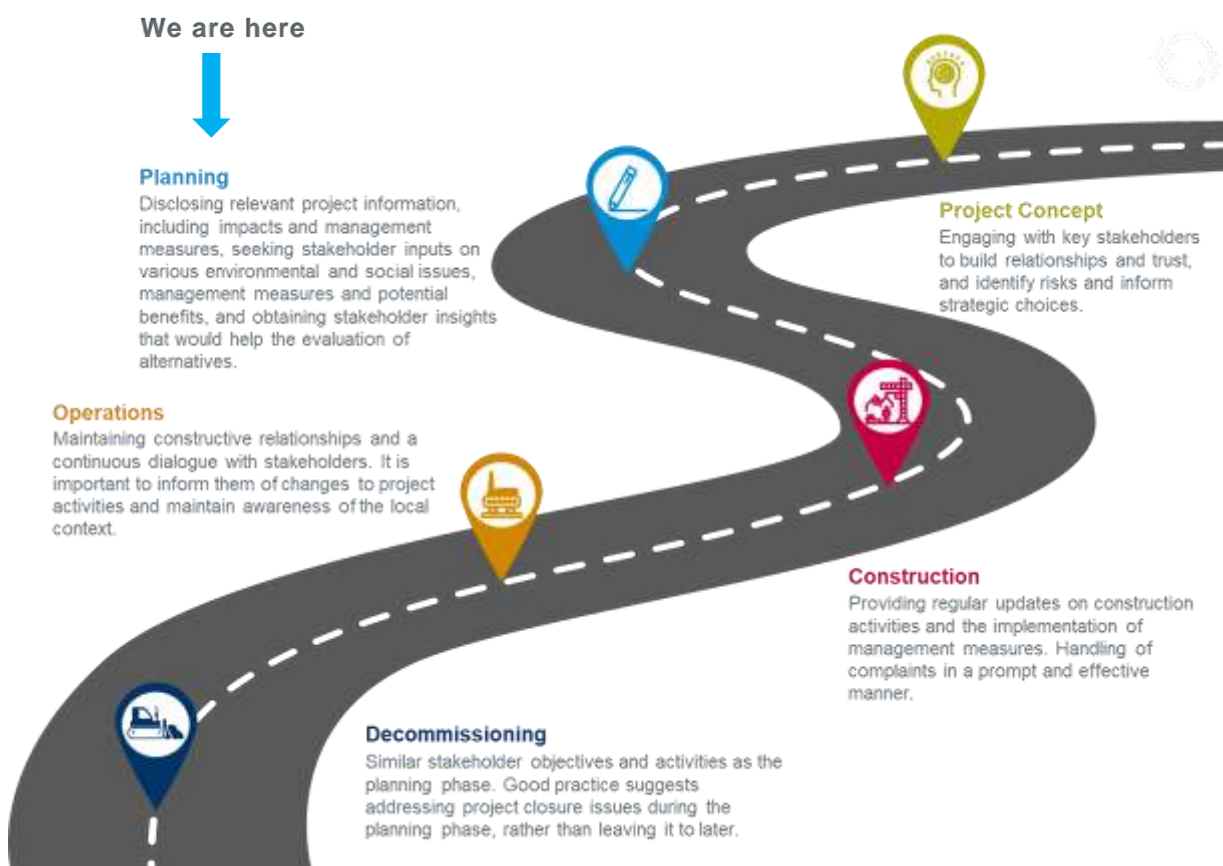 We are here
Planning
Disclosing relevant project information,
including impacts and management
measures, seeking stakeholder inputs on
various environmental and social issues,
management measures and potential
benefits, and obtaining stakeholder insights
that would help the evaluation of
alternatives.
Project Concept
Engaging with key stakeholders
to build relationships and trust,
and identify risks and inform
strategic choices.
Operations
Maintaining constructive relationships and a
continuous dialogue with stakeholders. It is
important to inform them of changes to project
activities and maintain awareness of the local
context.
Construction
Providing regular updates on construction
activities and the implementation of
management measures. Handling of
complaints in a prompt and effective
manner.
Decommissioning
Similar stakeholder objectives and activities as the
planning phase. Good practice suggests
addressing project closure issues during the
planning phase, rather than leaving it to later.